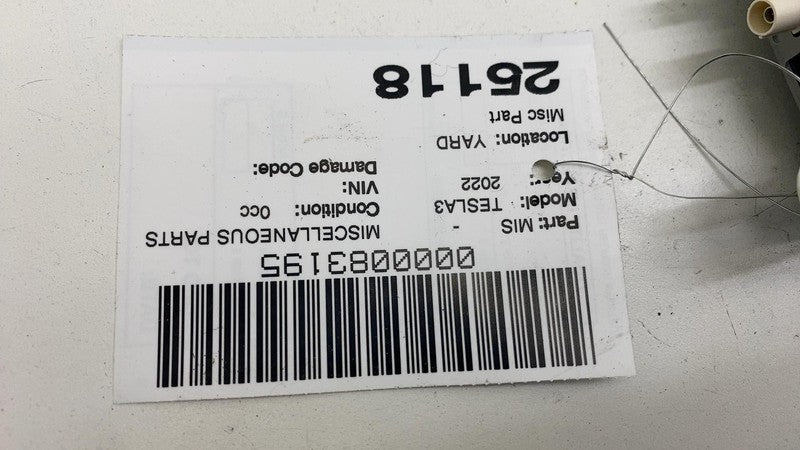 0000083195
Part: MIS - MISCELLANEOUS PARTS
Model: TESLA3 Condition: 0cc
Year: 2022 VIN:
Damage Code:
Location: YARD
Misc Part
25118